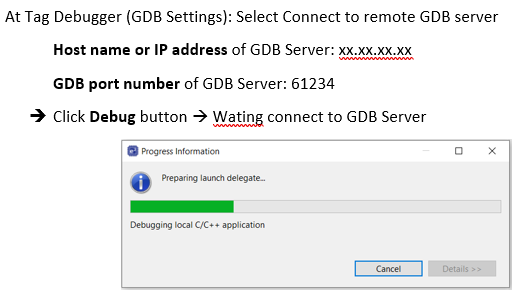 At Tag Debugger (GDB Settings): Select Connect to remote GDB server
Host name or IP address of GDB Server: xx.xx.xx.xx
GDB port number of GDB Server: 61234
➔ Click Debug button → Wating connect to GDB Server
Progress Information
Preparing launch delegate...
Debugging local C/C++ application
Cancel
Details >>